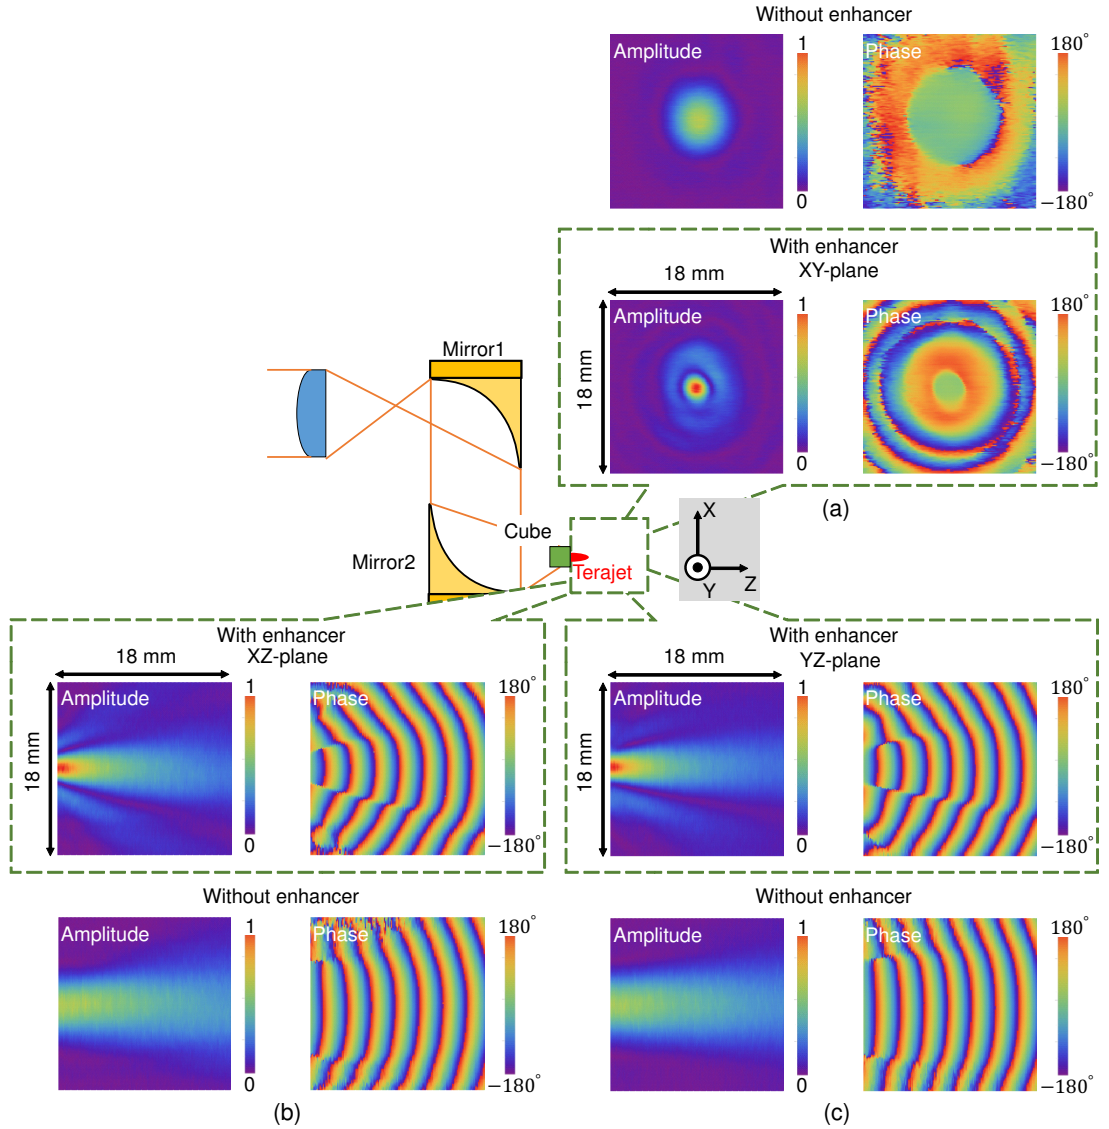 Without enhancer
Amplitude
1
0
Phase
180°
−180°
With enhancer
XY-plane
18 mm
18 mm
Amplitude
1
0
Phase
180°
−180°
(a)
Mirror1
Mirror2
Cube
Terajet
X
Y
Z
With enhancer
XZ-plane
18 mm
18 mm
Amplitude
1
0
Phase
180°
−180°
With enhancer
YZ-plane
18 mm
18 mm
Amplitude
1
0
Phase
180°
−180°
Without enhancer
Amplitude
1
0
Phase
180°
−180°
(b)
Without enhancer
Amplitude
1
0
Phase
180°
−180°
(c)